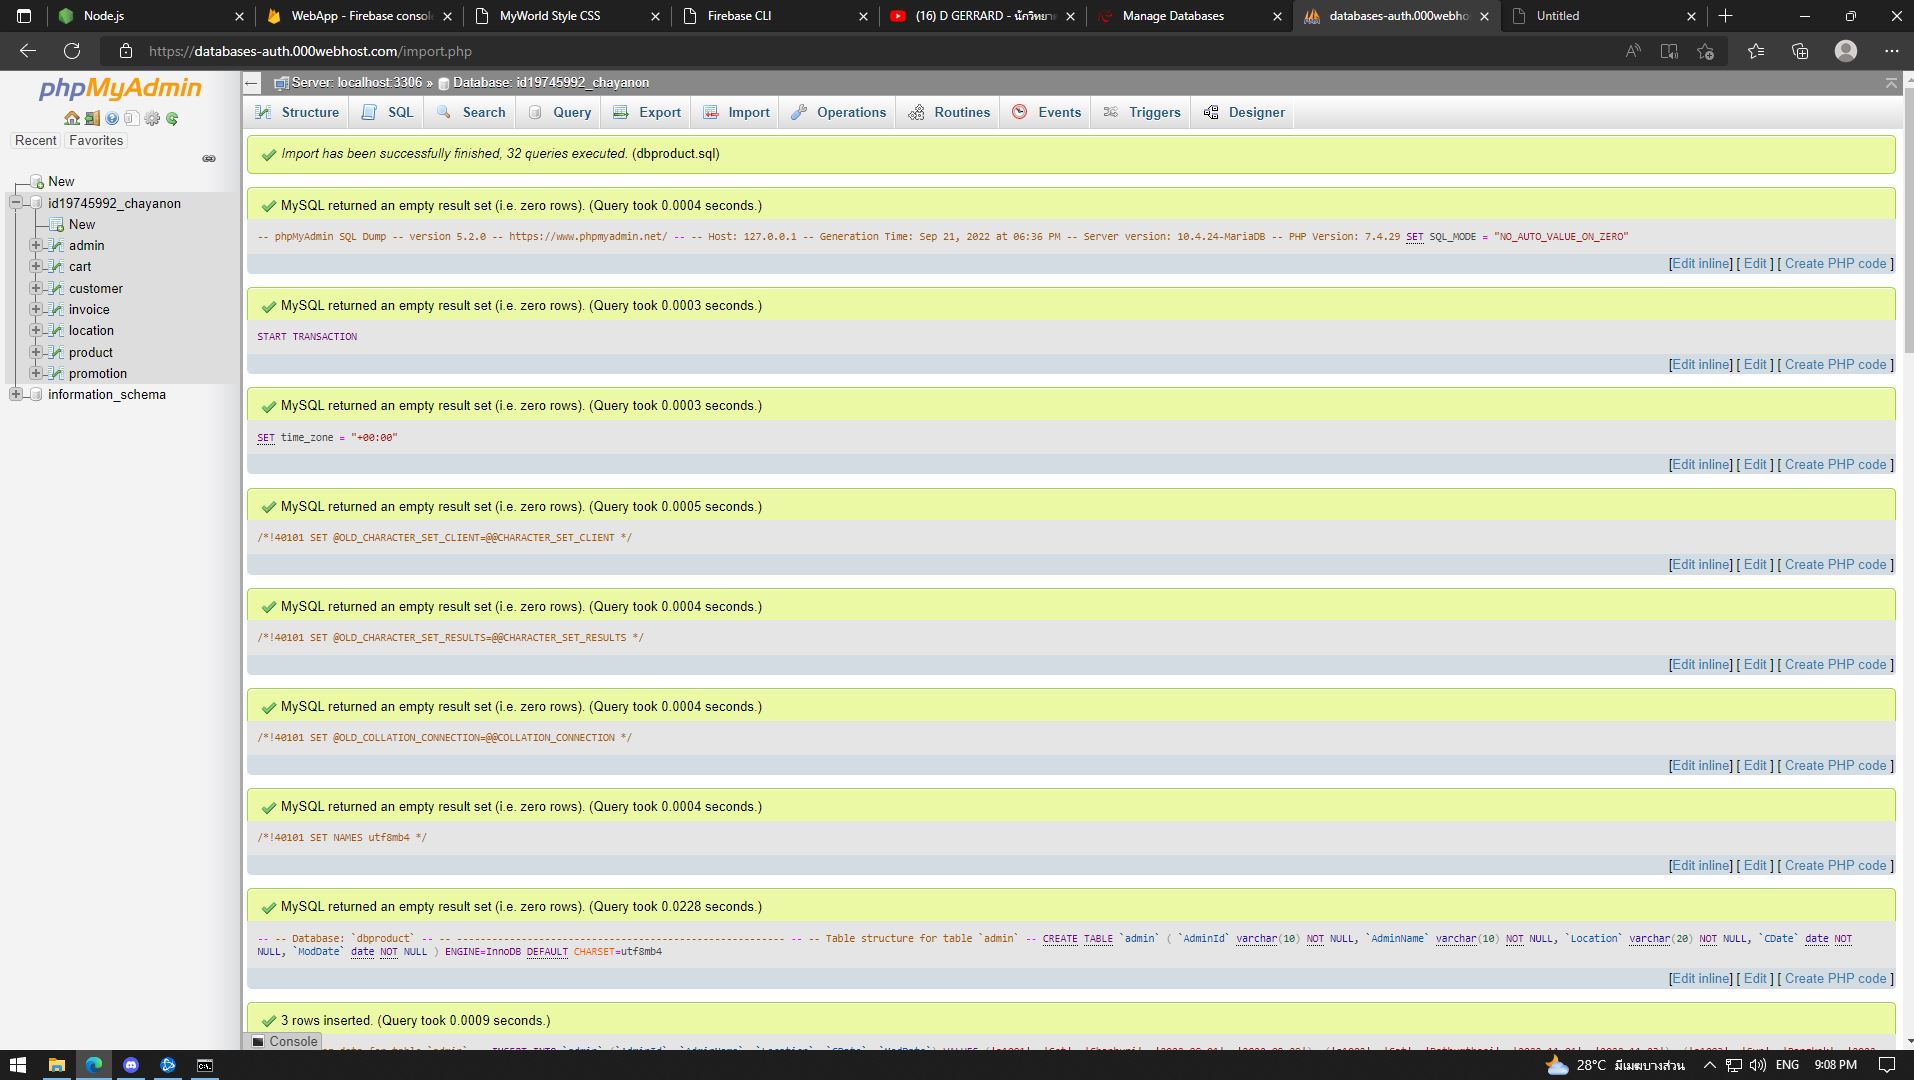 Node.js
WebApp - Firebase console
MyWorld Style CSS
Firebase CLI
(16) D GERRARD - นักวิทยา
Manage Databases
databases-auth.000webho
Untitled
https://databases-auth.000webhost.com/import.php
phpMyAdmin
Recent Favorites
New
id19745992_chayanon
New
admin
cart
customer
invoice
location
product
promotion
information_schema
Server: localhost:3306 » Database: id19745992_chayanon
Structure SQL Search Query Export Import Operations Routines Events Triggers Designer
Import has been successfully finished, 32 queries executed. (dbproduct.sql)
MySQL returned an empty result set (i.e. zero rows). (Query took 0.0004 seconds.)
-- phpMyAdmin SQL Dump -- version 5.2.0 -- https://www.phpmyadmin.net/ -- -- Host: 127.0.0.1 -- Generation Time: Sep 21, 2022 at 06:36 PM -- Server version: 10.4.24-MariaDB -- PHP Version: 7.4.29 SET SQL_MODE = "NO_AUTO_VALUE_ON_ZERO"
[Edit inline] [ Edit ] [ Create PHP code ]
MySQL returned an empty result set (i.e. zero rows). (Query took 0.0003 seconds.)
START TRANSACTION
[Edit inline] [ Edit ] [ Create PHP code ]
MySQL returned an empty result set (i.e. zero rows). (Query took 0.0003 seconds.)
SET time_zone = "+00:00"
[Edit inline] [ Edit ] [ Create PHP code ]
MySQL returned an empty result set (i.e. zero rows). (Query took 0.0005 seconds.)
/*!40101 SET @OLD_CHARACTER_SET_CLIENT=@@CHARACTER_SET_CLIENT */
[Edit inline] [ Edit ] [ Create PHP code ]
MySQL returned an empty result set (i.e. zero rows). (Query took 0.0004 seconds.)
/*!40101 SET @OLD_CHARACTER_SET_RESULTS=@@CHARACTER_SET_RESULTS */
[Edit inline] [ Edit ] [ Create PHP code ]
MySQL returned an empty result set (i.e. zero rows). (Query took 0.0004 seconds.)
/*!40101 SET @OLD_COLLATION_CONNECTION=@@COLLATION_CONNECTION */
[Edit inline] [ Edit ] [ Create PHP code ]
MySQL returned an empty result set (i.e. zero rows). (Query took 0.0004 seconds.)
/*!40101 SET NAMES utf8mb4 */
[Edit inline] [ Edit ] [ Create PHP code ]
MySQL returned an empty result set (i.e. zero rows). (Query took 0.0228 seconds.)
-- -- Database: `dbproduct` -- -- -------------------------------------------------------- -- -- Table structure for table `admin` -- CREATE TABLE `admin` ( `AdminId` varchar(10) NOT NULL, `AdminName` varchar(10) NOT NULL, `Location` varchar(20) NOT NULL, `CDate` date NOT
NULL, `ModDate` date NOT NULL ) ENGINE=InnoDB DEFAULT CHARSET=utf8mb4
[Edit inline] [ Edit ] [ Create PHP code ]
3 rows inserted. (Query took 0.0009 seconds.)
Console
28°C มีเมฆบางส่วน
ENG
9:08 PM